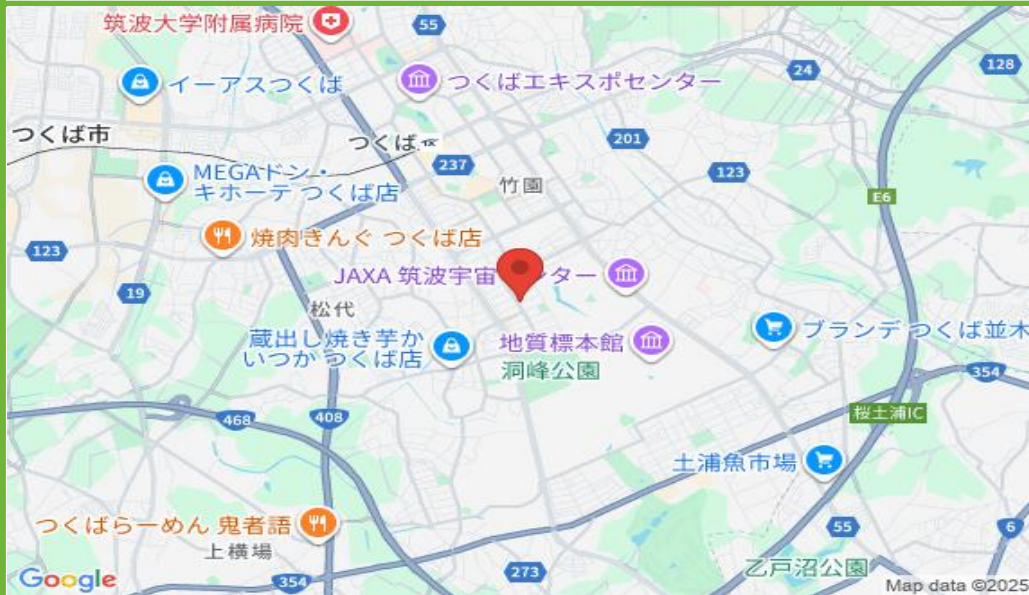 筑波大学附属病院
55
24
128
イーアスつくば
つくばエキスポセンター
つくば市
つくば
201
237
123
MEGAドン・
キホーテ つくば店
竹園
E6
焼肉きんぐ つくば店
123
JAXA 筑波宇宙
ター
19
松代
蔵出し焼き芋か
いつか つくば店
地質標本館
洞峰公園
ブランデ つくば並木
354
468
408
桜土浦IC
土浦魚市場
つくばらーめん 鬼者語
上横場
55
6
354
273
乙戸沼公園
Google
Map data ©2025